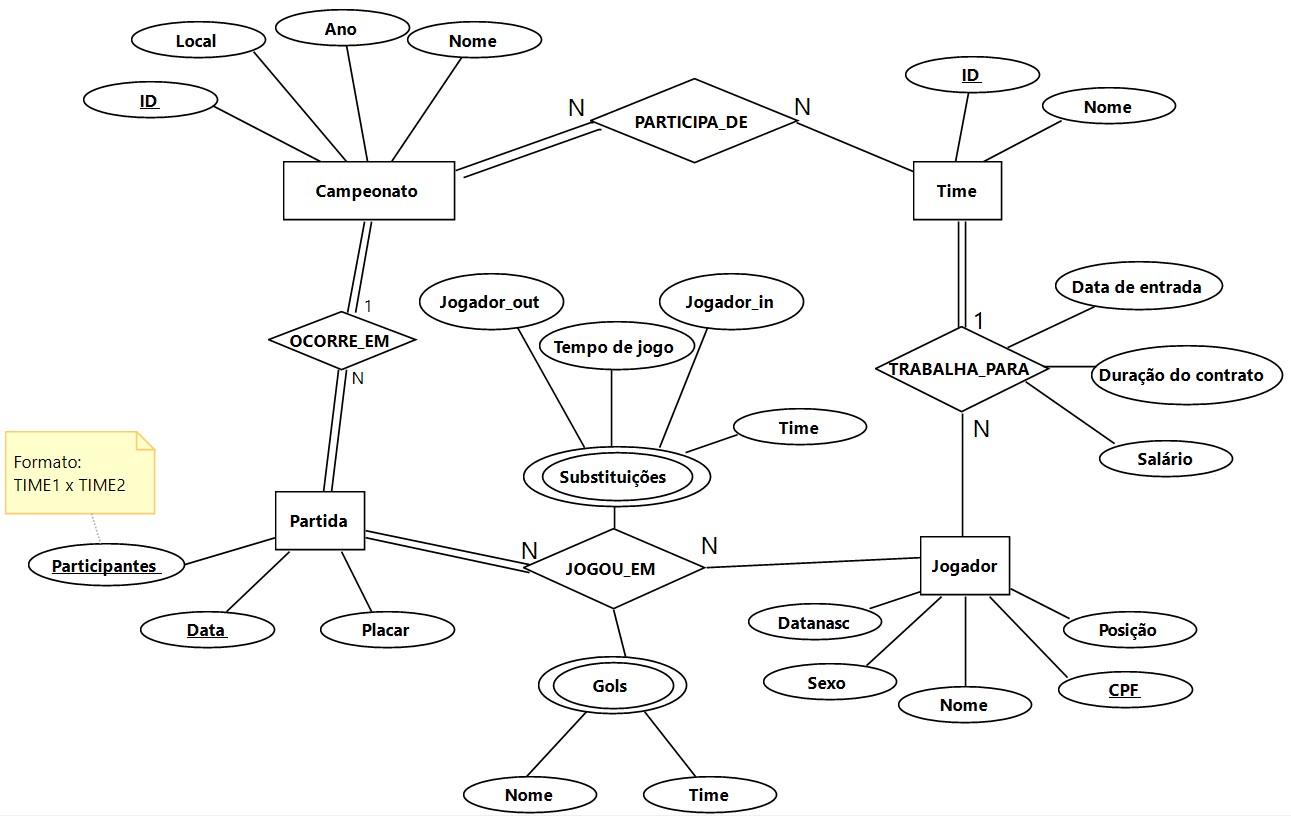 Local
Ano
Nome
ID
N
PARTICIPA_DE
N
ID
Nome
Campeonato
Time
1
OCORRE_EM
N
Jogador_out
Tempo de jogo
Jogador_in
Time
Substituições
Data de entrada
1
TRABALHA_PARA
Duração do contrato
N
Salário
Formato:
TIME1 x TIME2
Partida
Participantes
Data
Placar
N
JOGOU_EM
N
Jogador
Datanasc
Sexo
Nome
CPF
Posição
Gols
Nome
Time